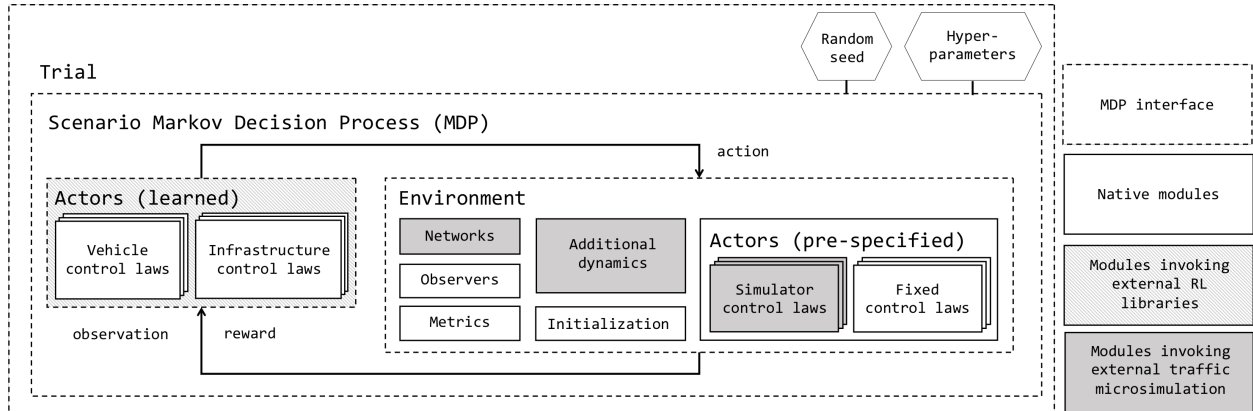 Random
seed
Hyper-
parameters
Trial
Scenario Markov Decision Process (MDP)
action
Actors (learned)
Vehicle
control laws
Infrastructure
control laws
observation
reward
Environment
Networks
Observers
Metrics
Additional
dynamics
Initialization
Actors (pre-specified)
Simulator
control laws
Fixed
control laws
MDP interface
Native modules
Modules invoking
external RL
libraries
Modules invoking
external traffic
microsimulation